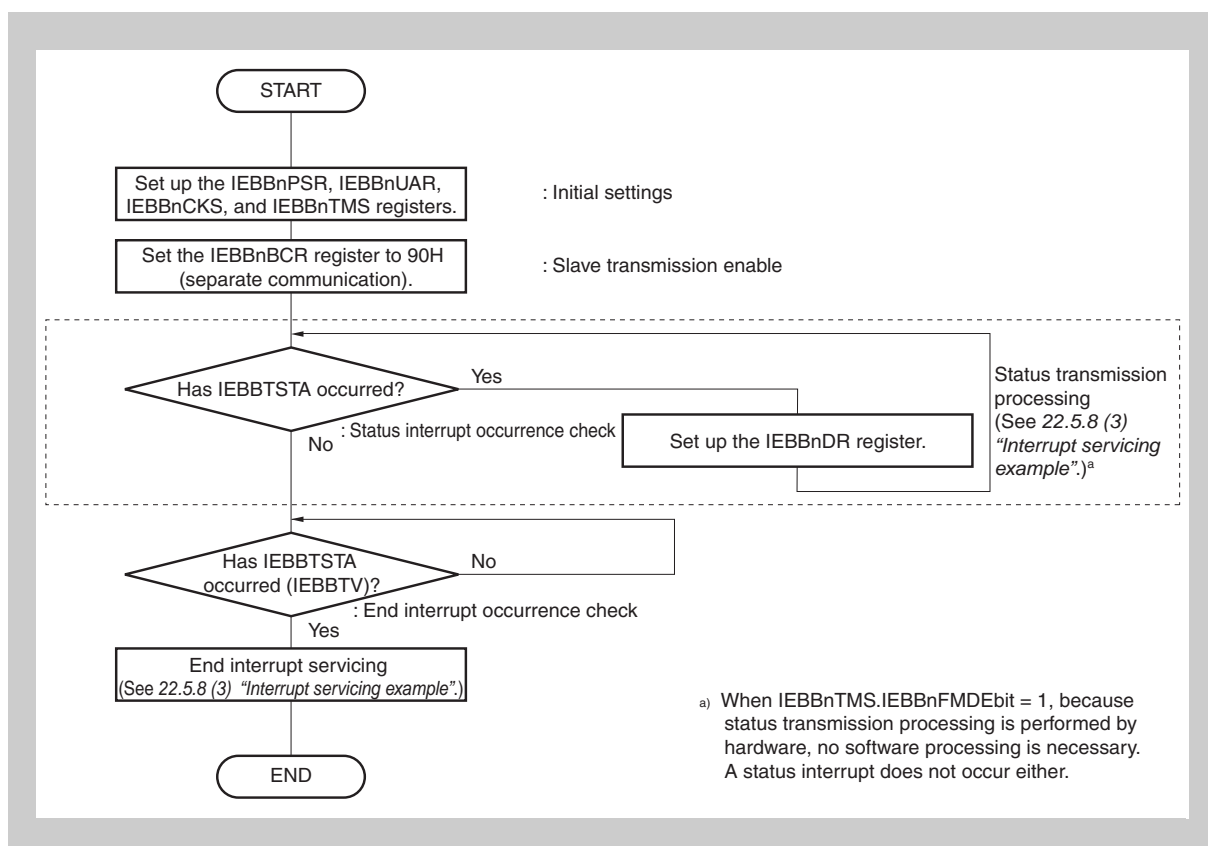 START
Set up the IEBBnPSR, IEBBnUAR,
IEBBnCKS, and IEBBnTMS registers.
: Initial settings
Set the IEBBnBCR register to 90H
(separate communication).
: Slave transmission enable
Has IEBBTSTA occurred?
Yes
No
: Status interrupt occurrence check
Set up the IEBBnDR register.
Status transmission
processing
(See 22.5.8 (3)
“Interrupt servicing
example”.)a
Has IEBBTSTA
occurred (IEBBTV)?
No
: End interrupt occurrence check
Yes
End interrupt servicing
(See 22.5.8 (3) “Interrupt servicing example”.)
END
a) When IEBBnTMS.IEBBnFMDEbit = 1, because
status transmission processing is performed by
hardware, no software processing is necessary.
A status interrupt does not occur either.